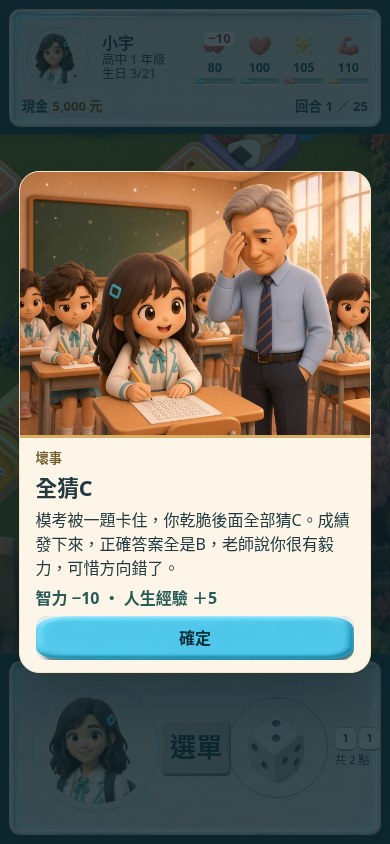 小宇
高中 1 年級
生日 3/21
−10
80
100
105
110
現金 5,000 元
回合 1 ／ 25
壞事
全猜C
模考被一題卡住，你乾脆後面全部猜C。成績
發下來，正確答案全是B，老師說你很有毅
力，可惜方向錯了。
智力 −10 · 人生經驗 ＋5
確定
選單
1
1
共 2 點